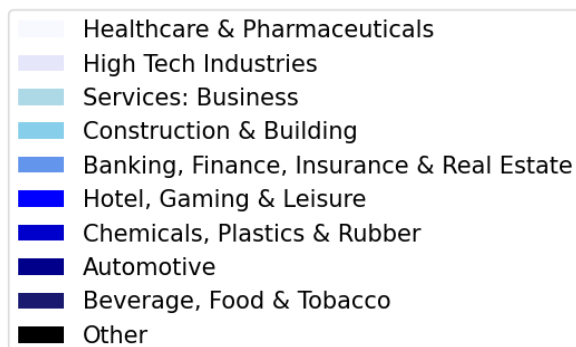 Healthcare & Pharmaceuticals
High Tech Industries
Services: Business
Construction & Building
Banking, Finance, Insurance & Real Estate
Hotel, Gaming & Leisure
Chemicals, Plastics & Rubber
Automotive
Beverage, Food & Tobacco
Other